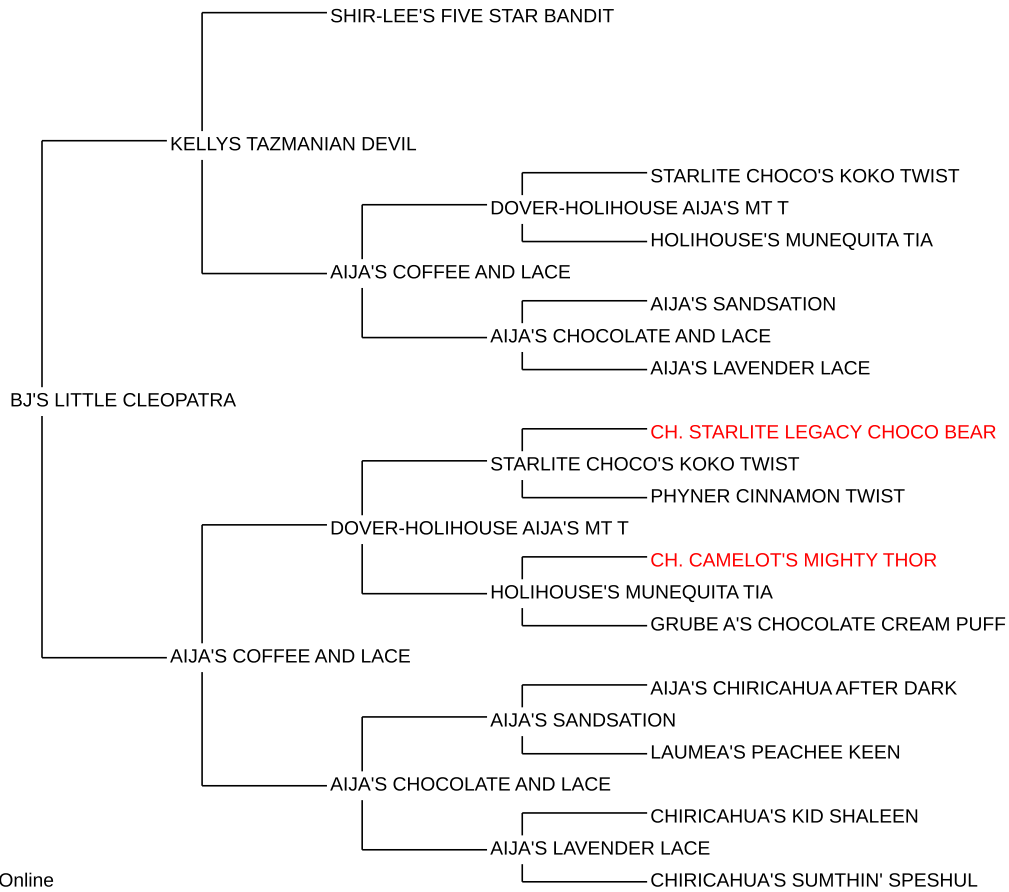 SHIR-LEE'S FIVE STAR BANDIT
KELLYS TAZMANIAN DEVIL
STARLITE CHOCO'S KOKO TWIST
DOVER-HOLIHOUSE AIJA'S MT T
HOLIHOUSE'S MUNEQUITA TIA
AIJA'S COFFEE AND LACE
AIJA'S SANDSATION
AIJA'S CHOCOLATE AND LACE
AIJA'S LAVENDER LACE
BJ'S LITTLE CLEOPATRA
CH. STARLITE LEGACY CHOCO BEAR
STARLITE CHOCO'S KOKO TWIST
PHYNER CINNAMON TWIST
DOVER-HOLIHOUSE AIJA'S MT T
CH. CAMELOT'S MIGHTY THOR
HOLIHOUSE'S MUNEQUITA TIA
GRUBE A'S CHOCOLATE CREAM PUFF
AIJA'S COFFEE AND LACE
AIJA'S CHIRICAHUA AFTER DARK
AIJA'S SANDSATION
LAUMEA'S PEACHEE KEEN
AIJA'S CHOCOLATE AND LACE
CHIRICAHUA'S KID SHALEEN
AIJA'S LAVENDER LACE
CHIRICAHUA'S SUMTHIN' SPESHUL
Online